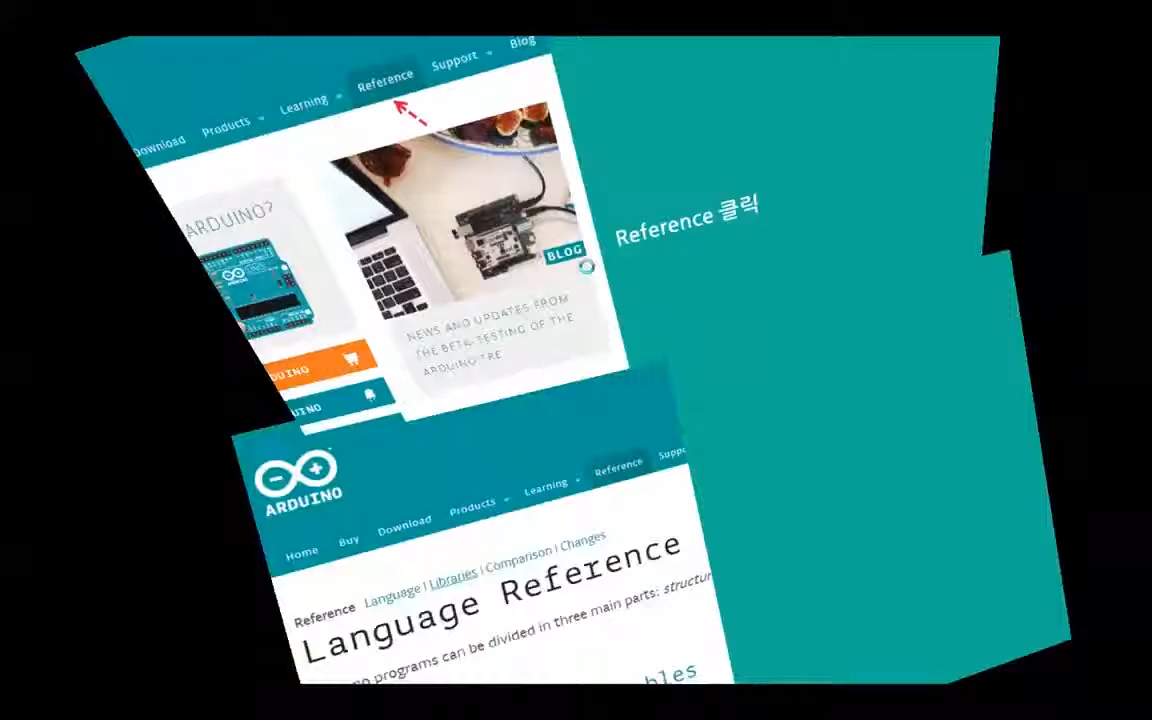 Download Products Learning Reference Support Blog
ARDUINO?
BLOG
NEWS AND UPDATES FROM
THE BETA-TESTING OF THE
ARDUINO TRE
Reference 클릭
ARDUINO
Home Buy Download Products Learning Reference
Reference Language | Libraries | Comparison | Changes
Language Reference
programs can be divided in three main parts: